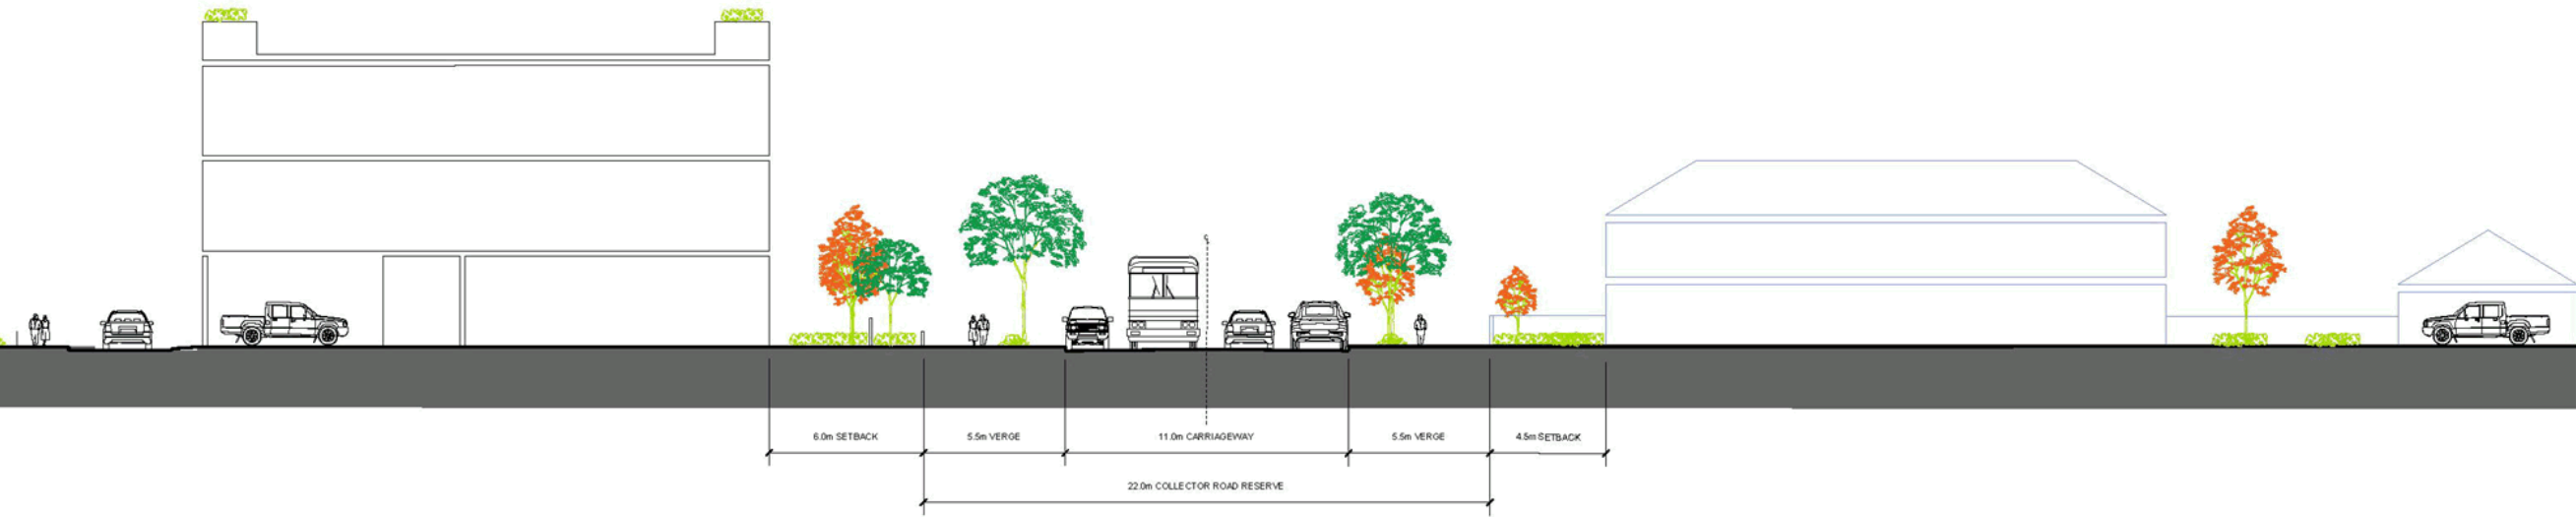 6.0m SETBACK
5.5m VERGE
11.0m CARRIAGEWAY
5.5m VERGE
4.5m SETBACK
22.0m COLLECTOR ROAD RESERVE